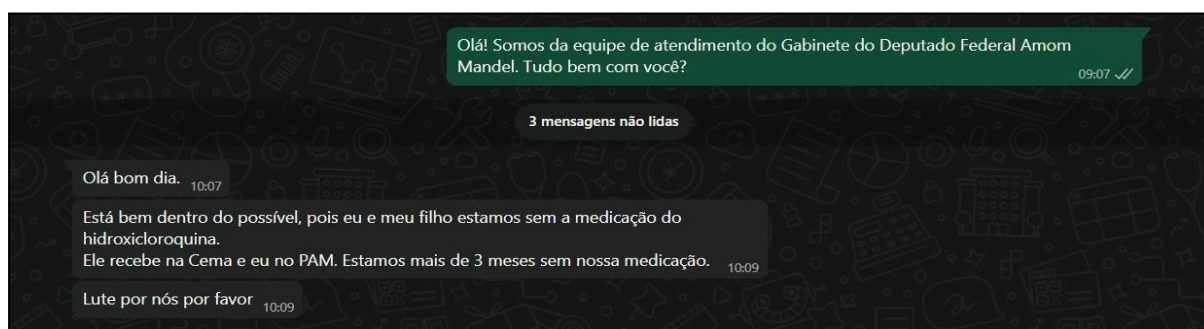 Olá! Somos da equipe de atendimento do Gabinete do Deputado Federal Amom
Mandel. Tudo bem com você?
09:07
3 mensagens não lidas
Olá bom dia. 10:07
Está bem dentro do possível, pois eu e meu filho estamos sem a medicação do
hidroxicloroquina.
Ele recebe na Cema e eu no PAM. Estamos mais de 3 meses sem nossa medicação. 10:09
Lute por nós por favor 10:09